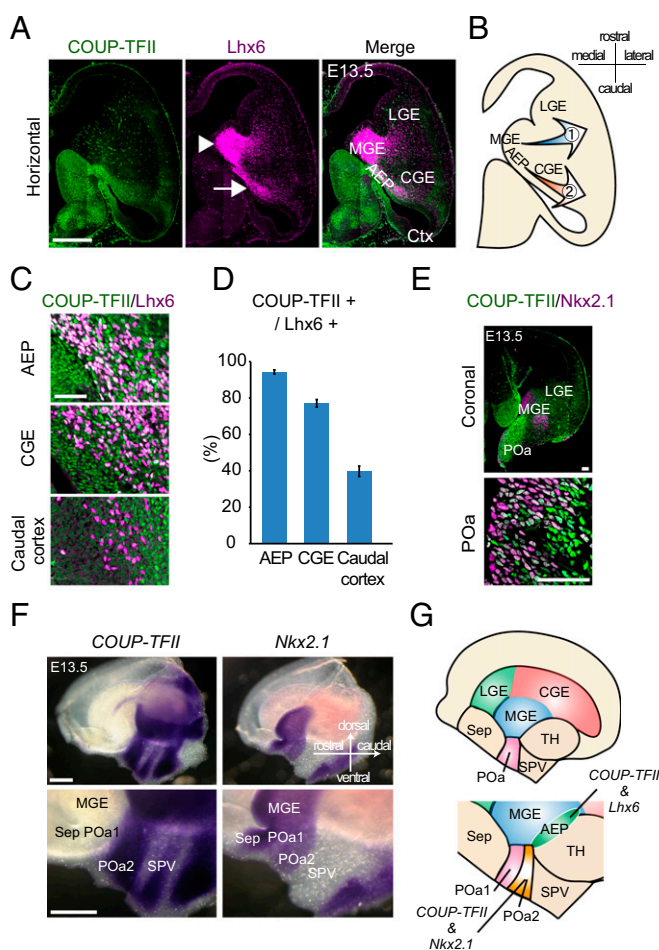 A
COUP-TFII
Lhx6
Merge
Horizontal
E13.5
LGE
MGE
AEP
CGE
Ctx
B
rostral
medial
lateral
caudal
LGE
MGE
1
AEP
CGE
2
C
COUP-TFII/Lhx6
AEP
CGE
Caudal
cortex
D
COUP-TFII +
/ Lhx6 +
(%)
100
80
60
40
20
0
AEP
CGE
Caudal
cortex
E
COUP-TFII/Nkx2.1
E13.5
Coronal
LGE
MGE
POa
POa
F
COUP-TFII
Nkx2.1
E13.5
dorsal
rostral
caudal
ventral
MGE
Sep POa1
POa2
SPV
MGE
Sep POa1
POa2
SPV
G
LGE
CGE
MGE
Sep
TH
POa
SPV
COUP-TFII
&
Lhx6
MGE
AEP
Sep
TH
POa1
SPV
POa2
COUP-TFII
&
Nkx2.1